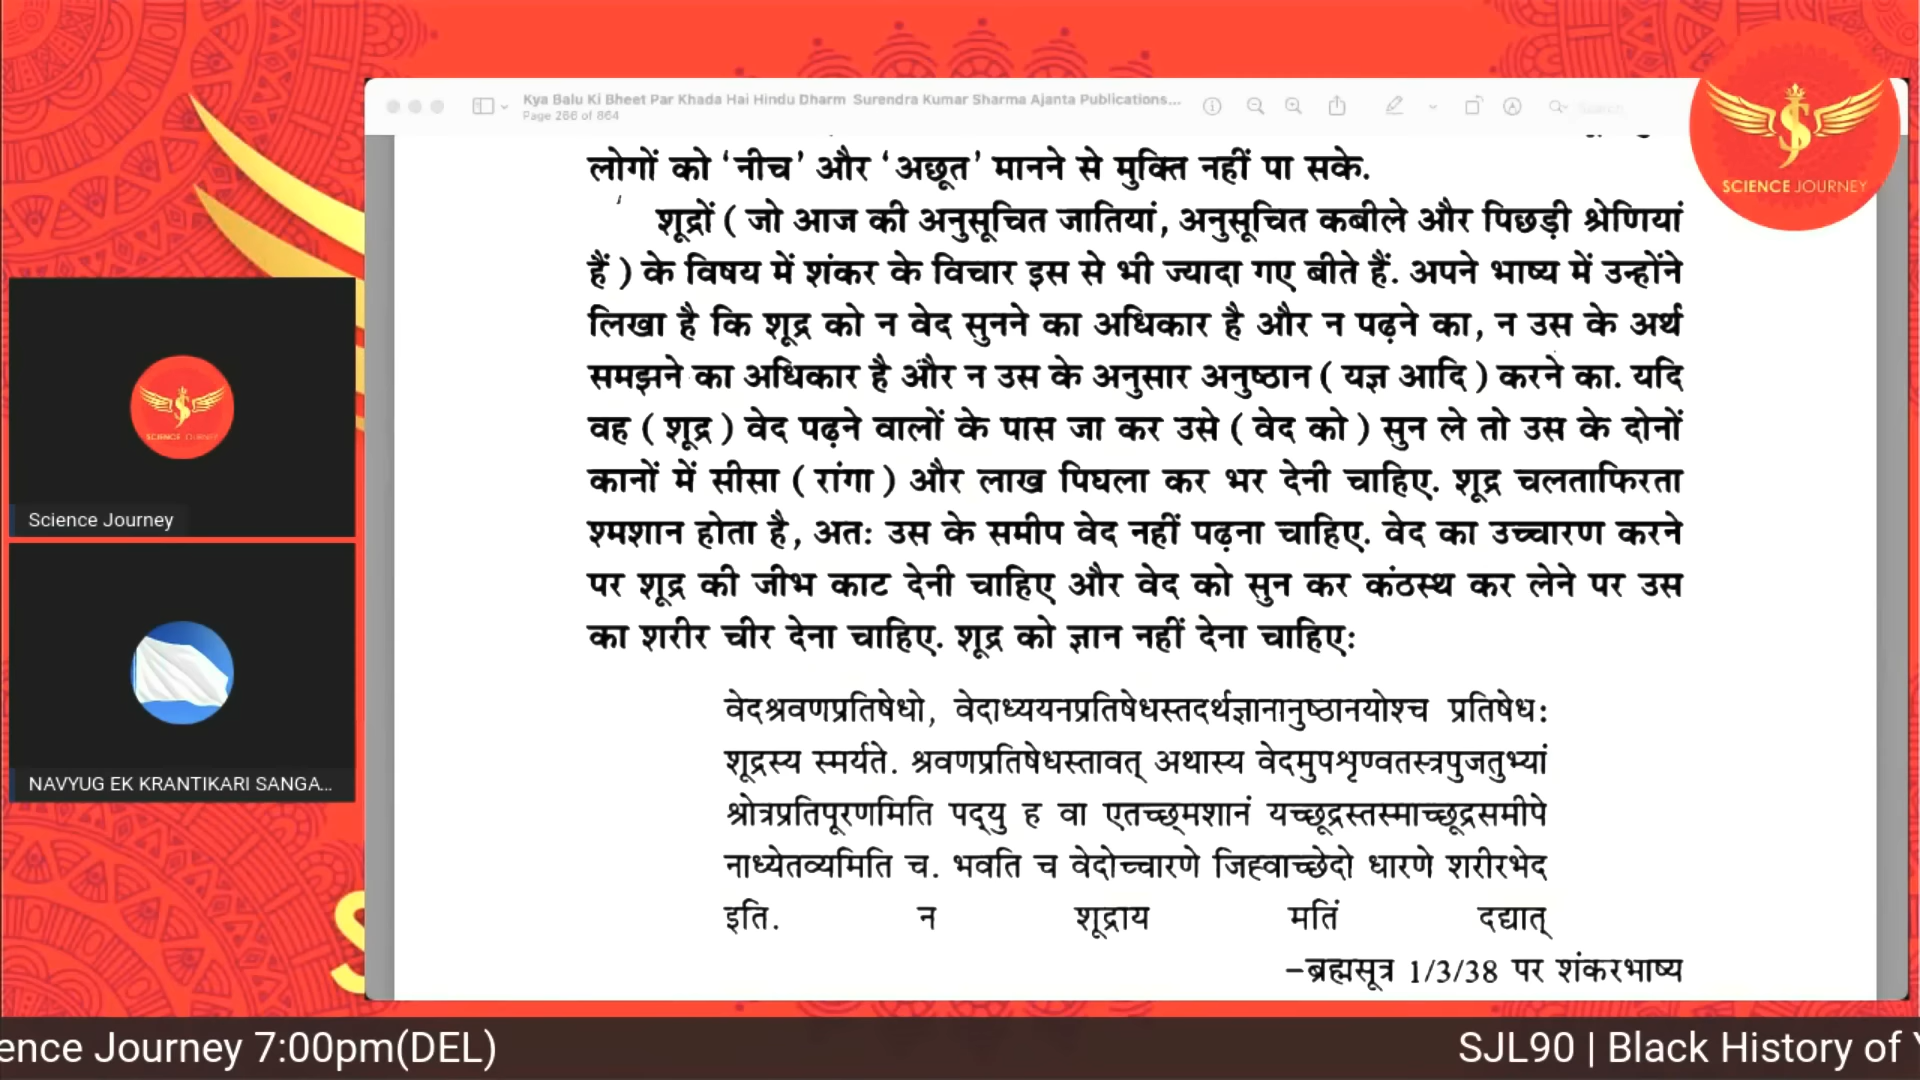 Kya Balu Ki Bheet Par Khada Hai Hindu Dharm Surendra Kumar Sharma Ajanta Publications...
Page 266 of 864
Search
SCIENCE JOURNEY
लोगों को ‘नीच’ और ‘अछूत’ मानने से मुक्ति नहीं पा सके.
शूद्रों ( जो आज की अनुसूचित जातियां, अनुसूचित कबीले और पिछड़ी श्रेणियां
हैं ) के विषय में शंकर के विचार इस से भी ज्यादा गए बीते हैं. अपने भाष्य में उन्होंने
लिखा है कि शूद्र को न वेद सुनने का अधिकार है और न पढ़ने का, न उस के अर्थ
समझने का अधिकार है और न उस के अनुसार अनुष्ठान ( यज्ञ आदि ) करने का. यदि
वह ( शूद्र ) वेद पढ़ने वालों के पास जा कर उसे ( वेद को ) सुन ले तो उस के दोनों
कानों में सीसा ( रांगा ) और लाख पिघला कर भर देनी चाहिए. शूद्र चलताफिरता
श्मशान होता है, अतः उस के समीप वेद नहीं पढ़ना चाहिए. वेद का उच्चारण करने
पर शूद्र की जीभ काट देनी चाहिए और वेद को सुन कर कंठस्थ कर लेने पर उस
का शरीर चीर देना चाहिए. शूद्र को ज्ञान नहीं देना चाहिए:
वेदश्रवणप्रतिषेधो, वेदाध्ययनप्रतिषेधस्तदर्थज्ञानानुष्ठानयोश्च प्रतिषेध:
शूद्रस्य स्मर्यते. श्रवणप्रतिषेधस्तावत् अथास्य वेदमुपशृण्वतस्त्रपुजतुभ्यां
श्रोत्रप्रतिपूरणमिति पद्यु ह वा एतच्छ्मशानं यच्छूद्रस्तस्माच्छूद्रसमीपे
नाध्येतव्यमिति च. भवति च वेदोच्चारणे जिह्वाच्छेदो धारणे शरीरभेद
इति. न शूद्राय मतिं दद्यात्
–ब्रह्मसूत्र 1/3/38 पर शंकरभाष्य
SCIENCE JOURNEY
Science Journey
NAVYUG EK KRANTIKARI SANGA...
ence Journey 7:00pm(DEL)
SJL90 | Black History of